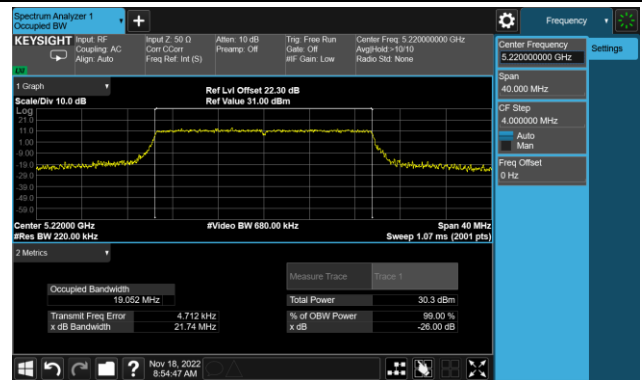 Spectrum Analyzer 1
Occupied BW
Frequency
KEYSIGHT
Input: RF
Coupling: AC
Align: Auto
Input Z: 50 Ω
Corr CCorr
Freq Ref: Int (S)
Atten: 10 dB
Preamp: Off
Trig: Free Run
Gate: Off
#IF Gain: Low
Center Freq: 5.220000000 GHz
Avg|Hold:>10/10
Radio Std: None
LW
Center Frequency
5.220000000 GHz
Settings
Span
40.000 MHz
CF Step
4.000000 MHz
Auto
Man
Freq Offset
0 Hz
1 Graph
Scale/Div 10.0 dB
Ref Lvl Offset 22.30 dB
Ref Value 31.00 dBm
Log
21.0
11.0
1.00
-9.00
-19.0
-29.0
-39.0
-49.0
-59.0
Center 5.22000 GHz
#Video BW 680.00 kHz
Span 40 MHz
#Res BW 220.00 kHz
Sweep 1.07 ms (2001 pts)
2 Metrics
Measure Trace
Trace 1
Occupied Bandwidth
19.052 MHz
Total Power
30.3 dBm
Transmit Freq Error
4.712 kHz
% of OBW Power
99.00 %
x dB Bandwidth
21.74 MHz
x dB
-26.00 dB
Nov 18, 2022
8:54:47 AM